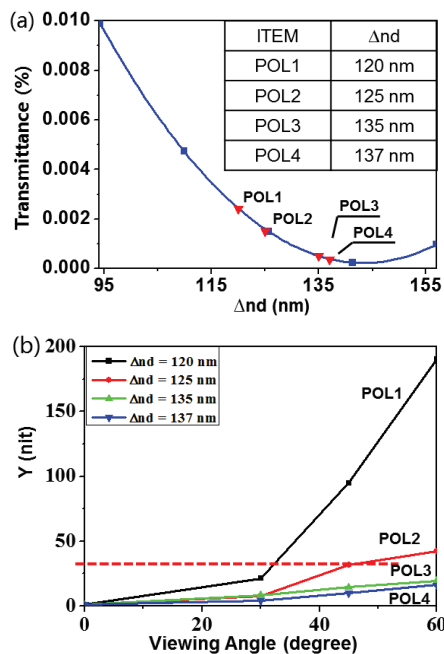 (a)
0.010
0.008
0.006
0.004
0.002
0.000
Transmittance (%)
ITEM Δnd
POL1 120 nm
POL2 125 nm
POL3 135 nm
POL4 137 nm
POL1
POL2
POL3
POL4
95 115 135 155
Δnd (nm)
(b)
200
150
100
50
0
Y (nit)
Δnd = 120 nm
Δnd = 125 nm
Δnd = 135 nm
Δnd = 137 nm
POL1
POL2
POL3
POL4
0 20 40 60
Viewing Angle (degree)